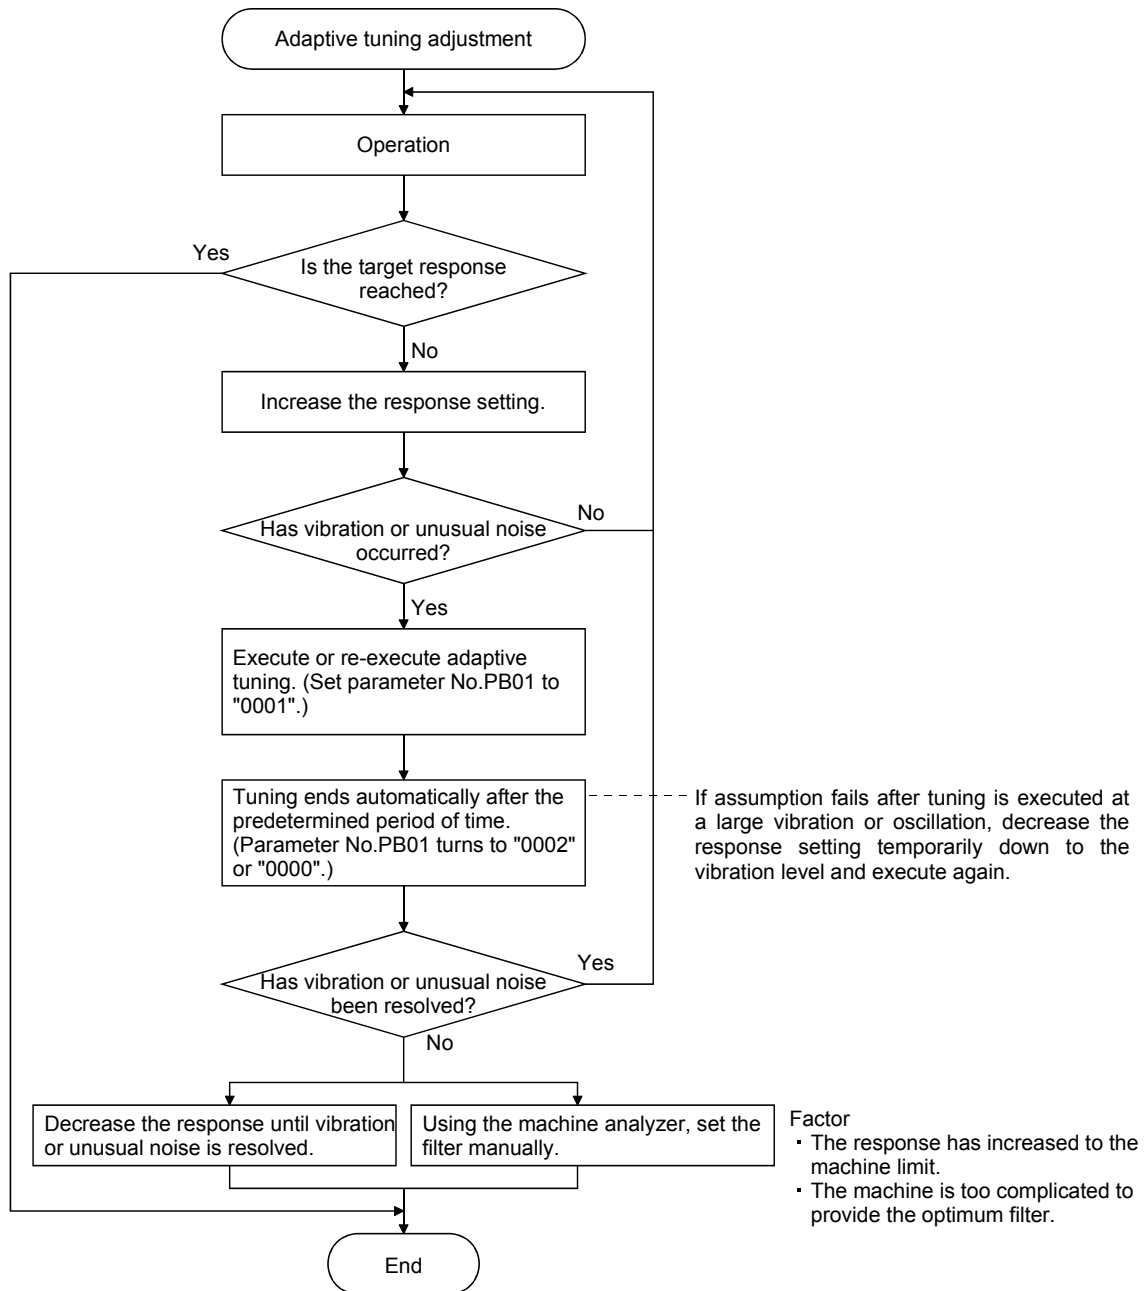 Adaptive tuning adjustment
Operation
Yes
Is the target response
reached?
No
Increase the response setting.
Has vibration or unusual noise
occurred?
No
Yes
Execute or re-execute adaptive
tuning. (Set parameter No.PB01 to
"0001".)
Tuning ends automatically after the
predetermined period of time.
(Parameter No.PB01 turns to "0002"
or "0000".)
If assumption fails after tuning is executed at
a large vibration or oscillation, decrease the
response setting temporarily down to the
vibration level and execute again.
Has vibration or unusual noise
been resolved?
Yes
No
Decrease the response until vibration
or unusual noise is resolved.
Using the machine analyzer, set the
filter manually.
Factor
・The response has increased to the
machine limit.
・The machine is too complicated to
provide the optimum filter.
End